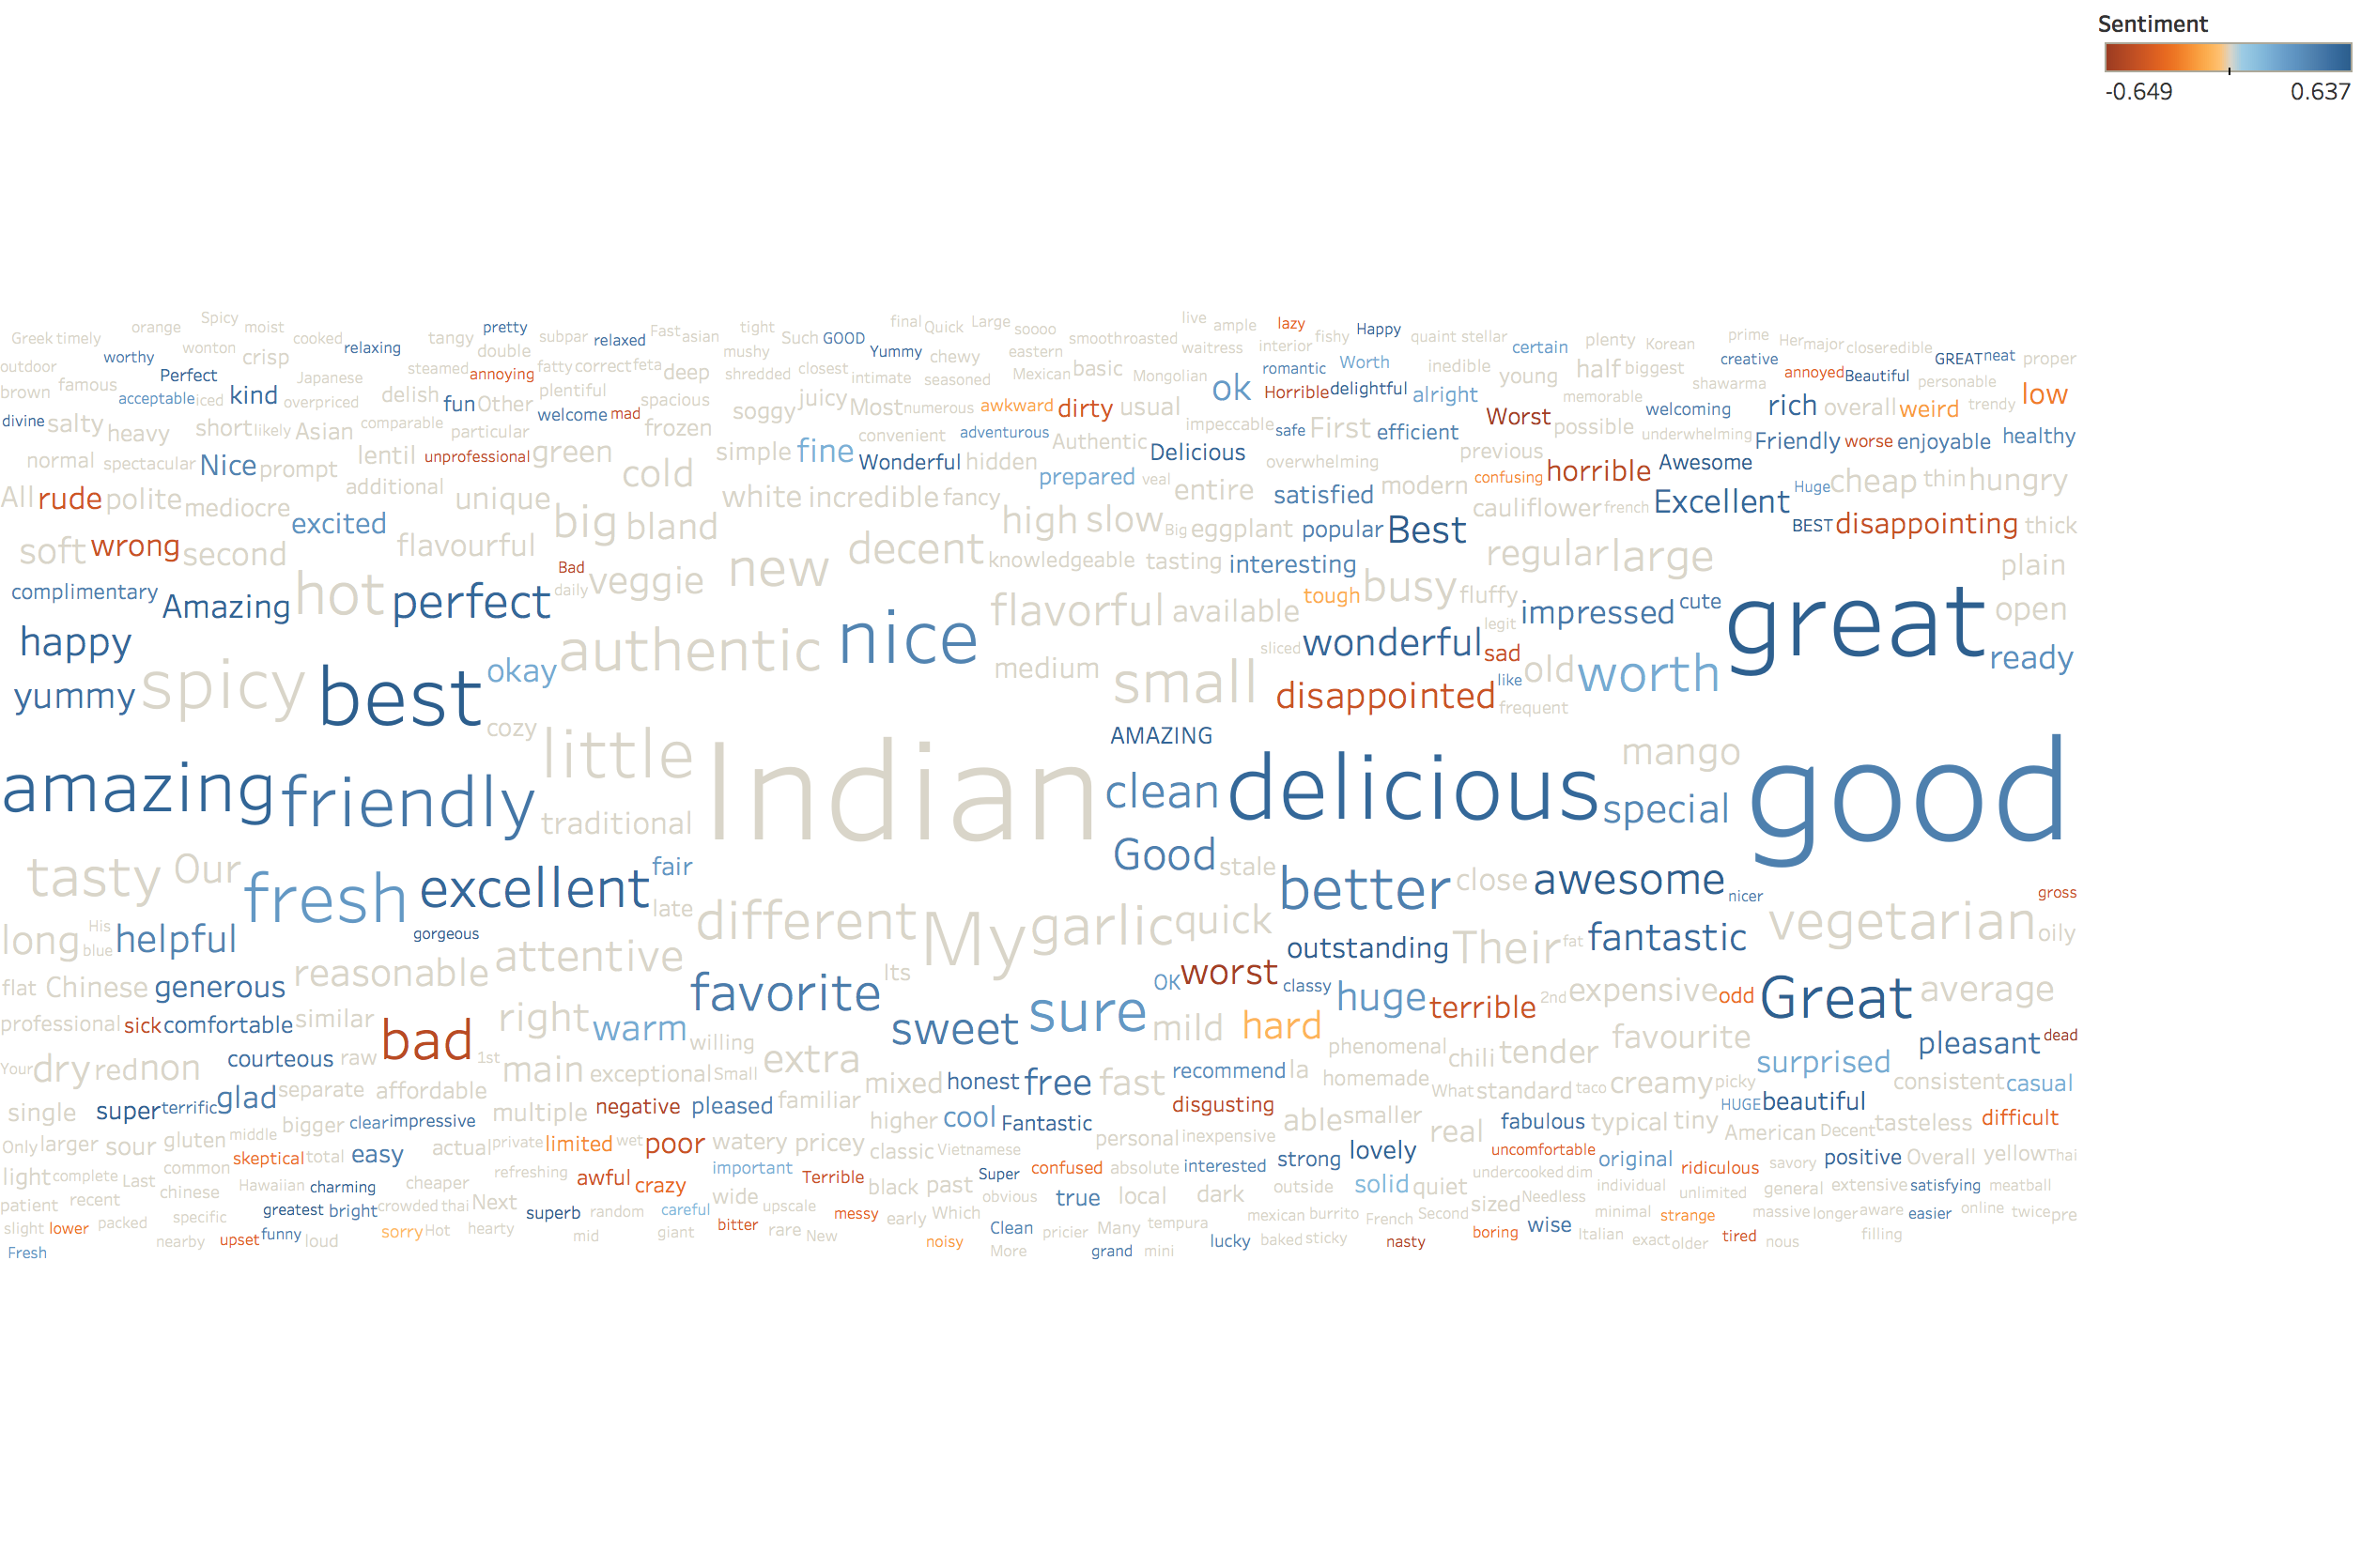 Sentiment
-0.649 0.637
Spicy final Quick Large soooo live ample lazy
Greek timely orange moist cooked tangy pretty subpar relaxed Fast asian tight Such GOOD smooth roasted fishy Happy quaint stellar plenty Korean prime Her major close redible
outdoor worthy wonton crisp relaxing double fatty correct feta mushy Yummy chewy eastern waitress interior certain creative GREAT neat proper
brown famous Perfect Japanese steamed annoying plentiful deep shredded closest intimate seasoned Mexican basic Mongolian romantic Worth inedible young half biggest shawarma annoyed Beautiful personable
acceptable iced kind overpriced delish fun Other welcome mad spacious soggy juicy Most numerous awkward dirty usual ok Horrible delightful alright Worst memorable welcoming rich overall weird trendy low
divine salty heavy short likely Asian comparable particular frozen convenient adventurous Authentic impeccable safe First efficient possible underwhelming Friendly worse enjoyable healthy
normal spectacular Nice prompt lentil unprofessional green simple fine Wonderful hidden Delicious overwhelming previous Awesome
All rude polite mediocre additional unique cold white incredible fancy prepared veal entire satisfied modern confusing horrible Excellent Huge cheap thin hungry
excited big bland high slow Big eggplant popular Best cauliflower french BEST disappointing thick
soft wrong second flavourful Bad daily veggie new decent knowledgeable tasting interesting regular large plain
complimentary Amazing hot perfect flavorful available tough busy fluffy impressed cute great open
happy authentic nice medium sliced wonderful legit sad ready
yummy spicy best okay small disappointed like old worth frequent
cozy little Indian AMAZING mango
amazing friendly traditional clean delicious special good
Good stale
tasty Our fresh excellent fair late better close awesome nicer gross
long His blue helpful gorgeous different My garlic quick outstanding Their fat fantastic vegetarian oily
flat Chinese generous reasonable attentive favorite Its OK worst classy huge terrible 2nd expensive odd Great average
professional sick comfortable similar bad right warm willing sweet sure mild hard phenomenal favourite pleasant dead
Your dry red non courteous raw 1st main exceptional Small extra chili tender surprised
single super terrific glad separate affordable multiple negative pleased familiar mixed honest free fast recommend la homemade What standard taco creamy picky consistent casual
Only larger sour gluten middle bigger clear impressive actual private limited wet poor watery pricey higher cool Fantastic disgusting able smaller HUGE beautiful
personal inexpensive real fabulous typical tiny American Decent tasteless difficult
light complete Last common skeptical total easy refreshing awful crazy important Terrible classic Vietnamese Super confused absolute interested strong lovely uncomfortable undercooked dim original ridiculous savory positive Overall yellow Thai
patient recent chinese Hawaiian charming cheaper wide upscale black past obvious true local dark outside solid quiet sized Needless individual unlimited general extensive satisfying meatball
slight lower packed specific greatest bright crowded thai Next superb random careful bitter messy early Which Clean pricier Many tempura mexican burrito French Second minimal strange massive longer aware easier online twice pre
Fresh nearby upset funny loud sorry Hot hearty mid giant rare New noisy More grand mini lucky baked sticky nasty boring wise Italian exact older tired nous filling